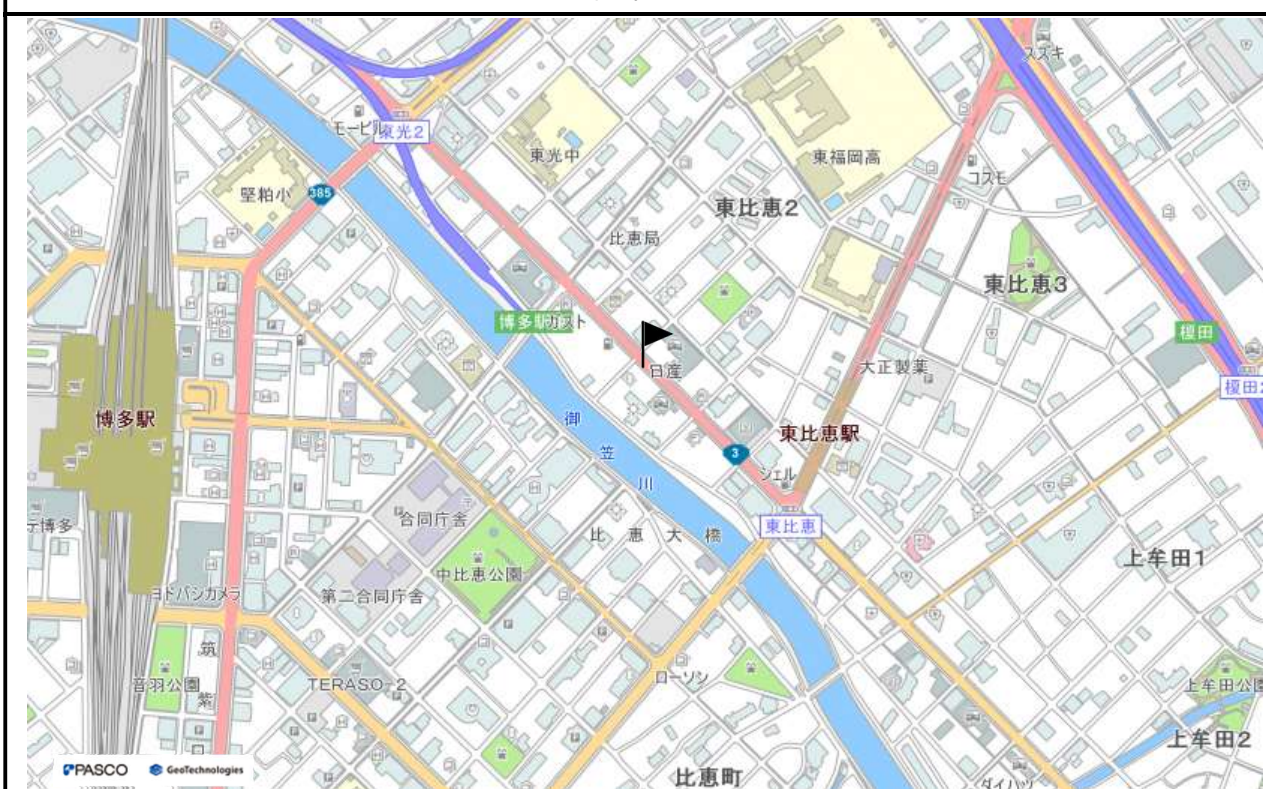 スズキ
モービル
東光2
東光中
東福岡高
コスモ
堅粕小
385
東比恵2
比恵局
東比恵3
博多駅
ガスト
榎田
日産
大正製薬
榎田2
博多駅
御
笠
川
東比恵駅
3
シェル
合同庁舎
比恵大橋
東比恵
中比恵公園
上牟田1
ヨドバシカメラ
第二合同庁舎
筑
紫
口
音羽公園
TERASO-2
ローソン
上牟田公園
上牟田2
比恵町
ダイハツ
PASCO
GeoTechnologies